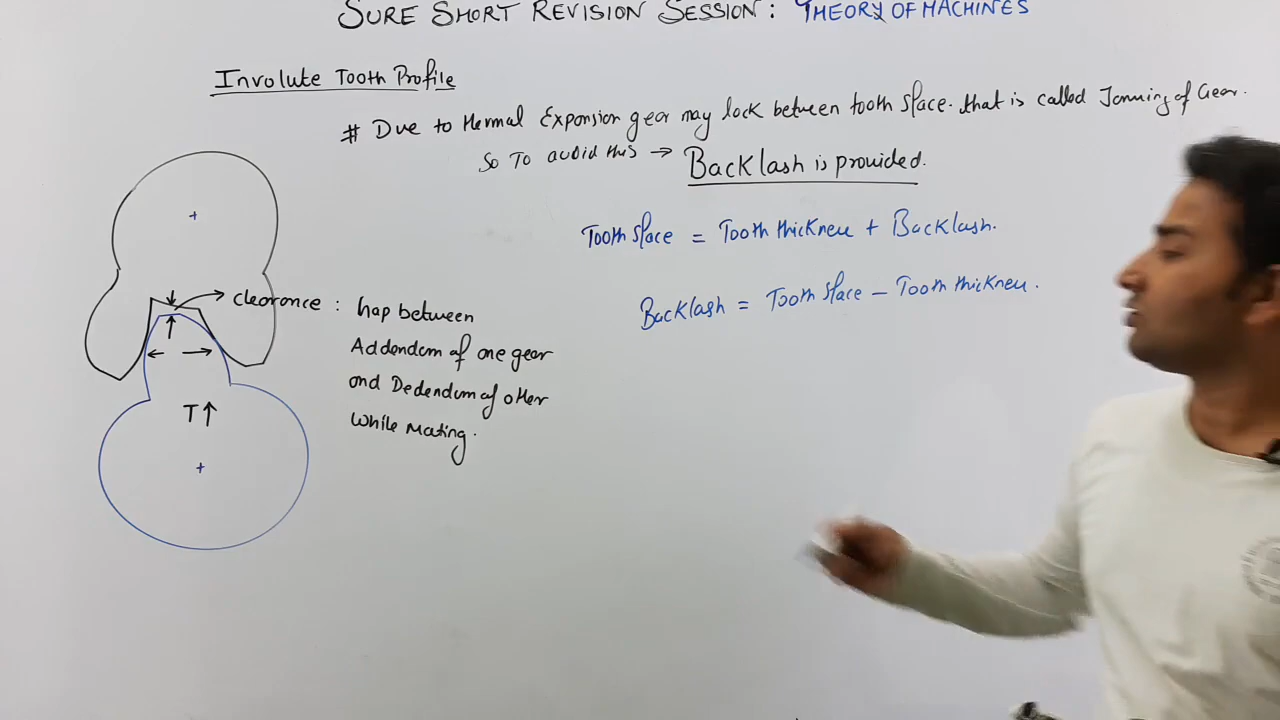 SURE SHORT REVISION SESSION: THEORY OF MACHINES
Involute Tooth Profile
# Due to thermal Expansion gear may lock between tooth space. that is called Jamming of Gear.
So To avoid this → Backlash is provided.
Tooth space = Tooth thickness + Backlash.
Backlash = Tooth space - Tooth thickness.
clearance : hap between
Addendum of one gear
and Dedendum of other
while mating.
T↑